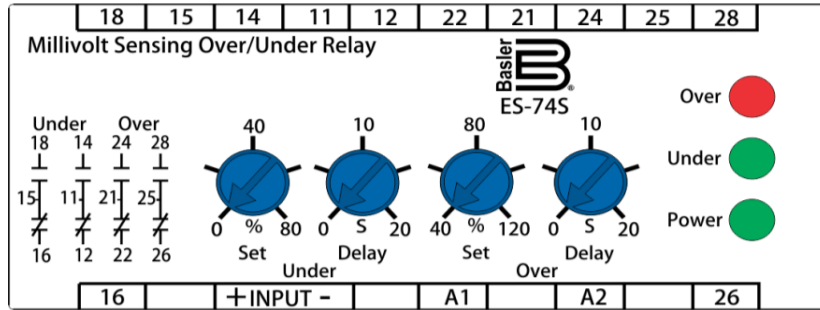 18 15 14 11 12 22 21 24 25 28
Millivolt Sensing Over/Under Relay
Basler
B
ES-74S
Over
Under
Power
Under Over
18 14 24 28
15 11 21 25
16 12 22 26
40 10 80 10
0 % 80 0 S 20 40 % 120 0 S 20
Set Delay Set Delay
Under Over
16 + INPUT - A1 A2 26